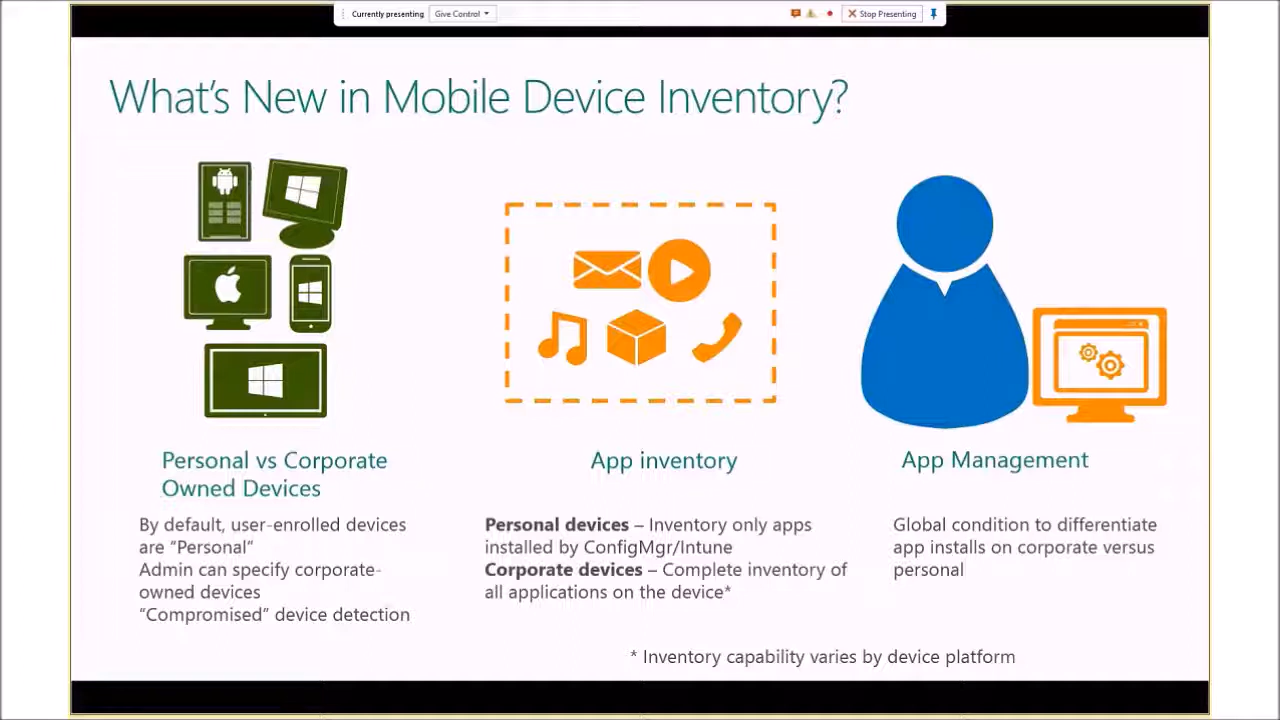 Currently presenting Give Control Stop Presenting
What's New in Mobile Device Inventory?
Personal vs Corporate
Owned Devices
By default, user-enrolled devices
are “Personal“
Admin can specify corporate-
owned devices
“Compromised” device detection
App inventory
Personal devices – Inventory only apps
installed by ConfigMgr/Intune
Corporate devices – Complete inventory of
all applications on the device*
App Management
Global condition to differentiate
app installs on corporate versus
personal
* Inventory capability varies by device platform